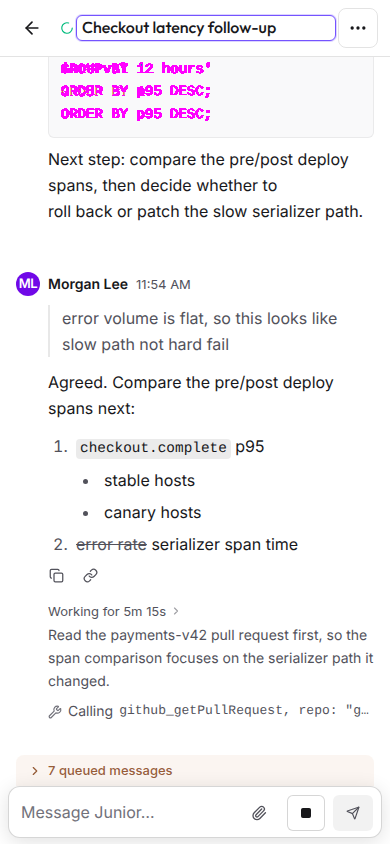 Checkout latency follow-up
12 hours'
ORDER BY p95 DESC;
ORDER BY p95 DESC;
Next step: compare the pre/post deploy
spans, then decide whether to
roll back or patch the slow serializer path.
ML Morgan Lee 11:54 AM
error volume is flat, so this looks like
slow path not hard fail
Agreed. Compare the pre/post deploy
spans next:
1. checkout.complete p95
• stable hosts
• canary hosts
2. error rate serializer span time
Working for 5m 15s
Read the payments-v42 pull request first, so the
span comparison focuses on the serializer path it
changed.
Calling github_getPullRequest, repo: "g…
7 queued messages
Message Junior...